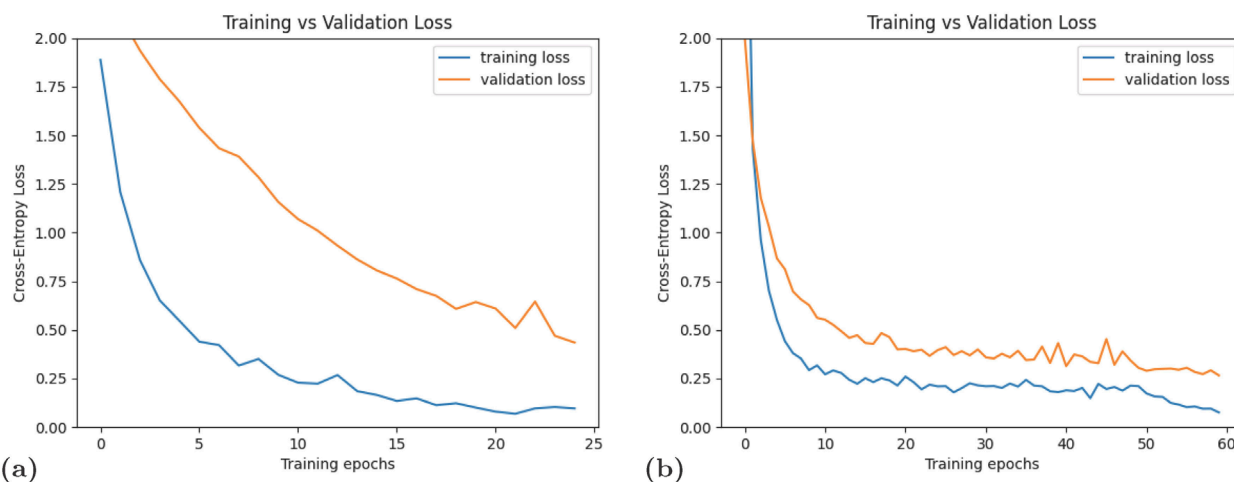 Training vs Validation Loss
training loss
validation loss
Cross-Entropy Loss
2.00
1.75
1.50
1.25
1.00
0.75
0.50
0.25
0.00
0 5 10 15 20 25
Training epochs
(a)
Training vs Validation Loss
training loss
validation loss
Cross-Entropy Loss
2.00
1.75
1.50
1.25
1.00
0.75
0.50
0.25
0.00
0 10 20 30 40 50 60
Training epochs
(b)